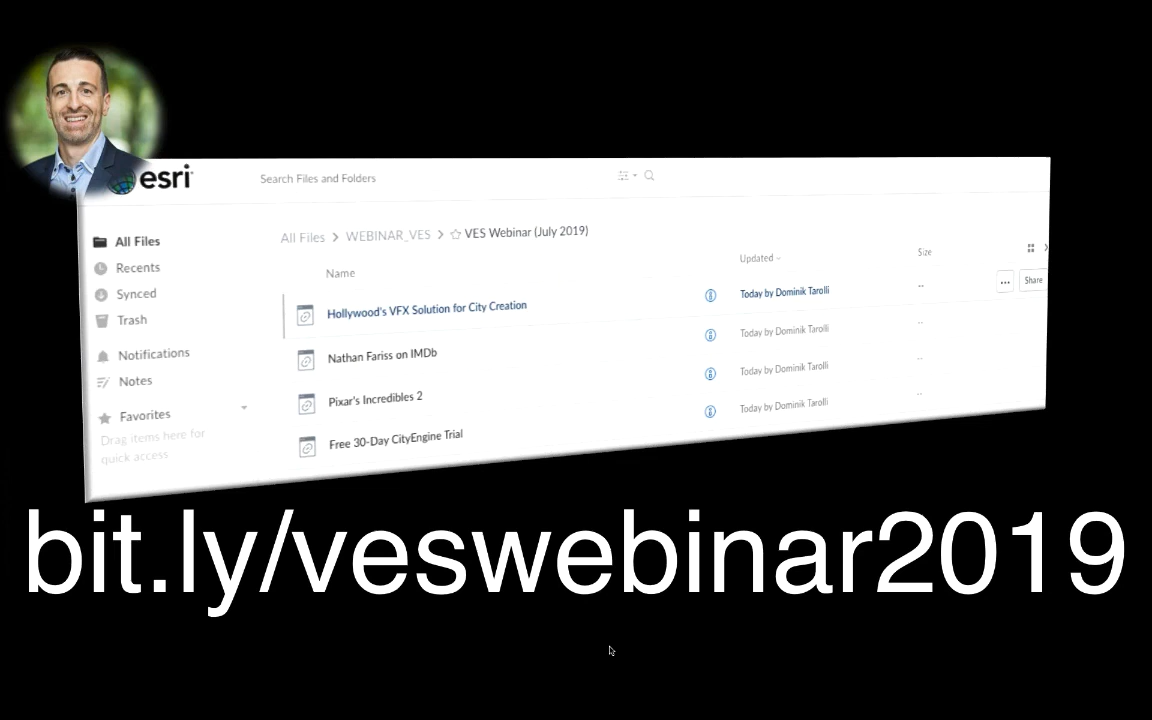 esri
Search Files and Folders
All Files
Recents
Synced
Trash
Notifications
Notes
Favorites
Drag items here for
quick access
All Files > WEBINAR_VES > VES Webinar (July 2019)
Name Updated Size
Share
Hollywood's VFX Solution for City Creation Today by Dominik Tarolli --
Nathan Fariss on IMDb Today by Dominik Tarolli --
Pixar's Incredibles 2 Today by Dominik Tarolli --
Free 30-Day CityEngine Trial Today by Dominik Tarolli --
bit.ly/veswebinar2019